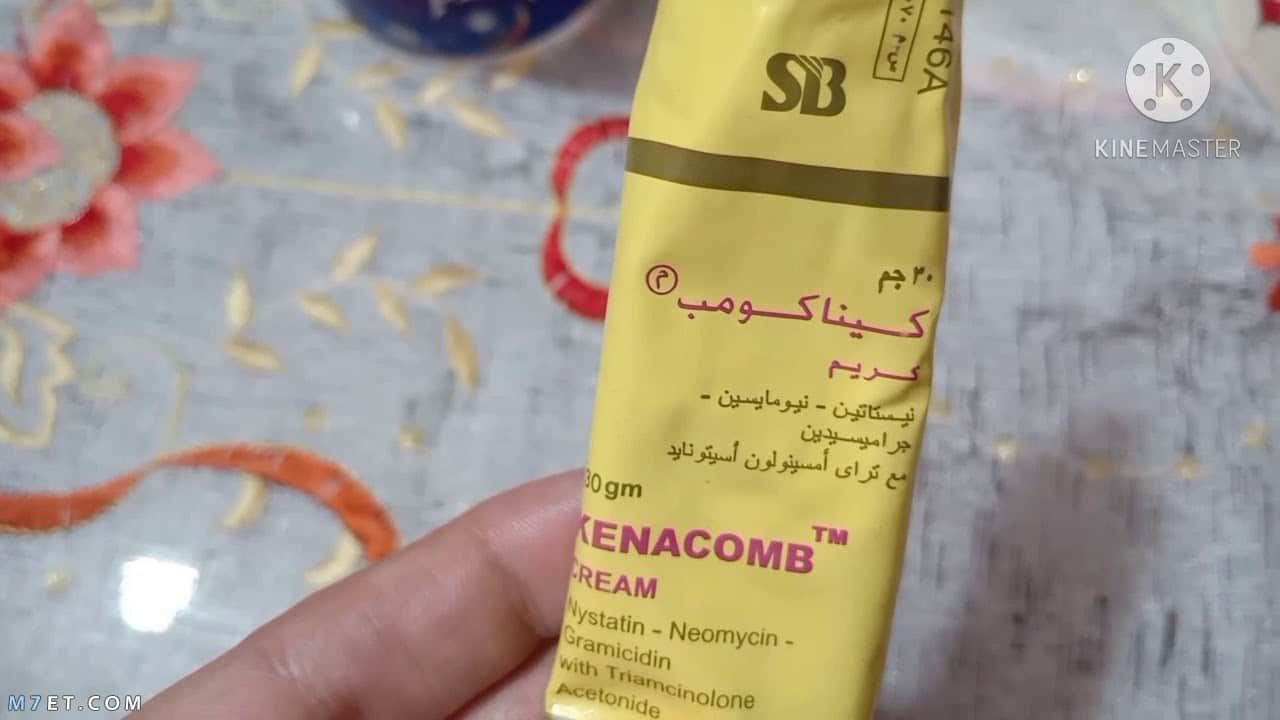 146A
SB
KINEMASTER
٣٠ جم
كيناكومب م
كريم
نيستاتين - نيومايسين -
جراميسيدين
مع تراى أمسينولون أسيتونايد
30 gm
KENACOMB™
CREAM
Nystatin - Neomycin -
Gramicidin
with Triamcinolone
Acetonide
M7ET.COM